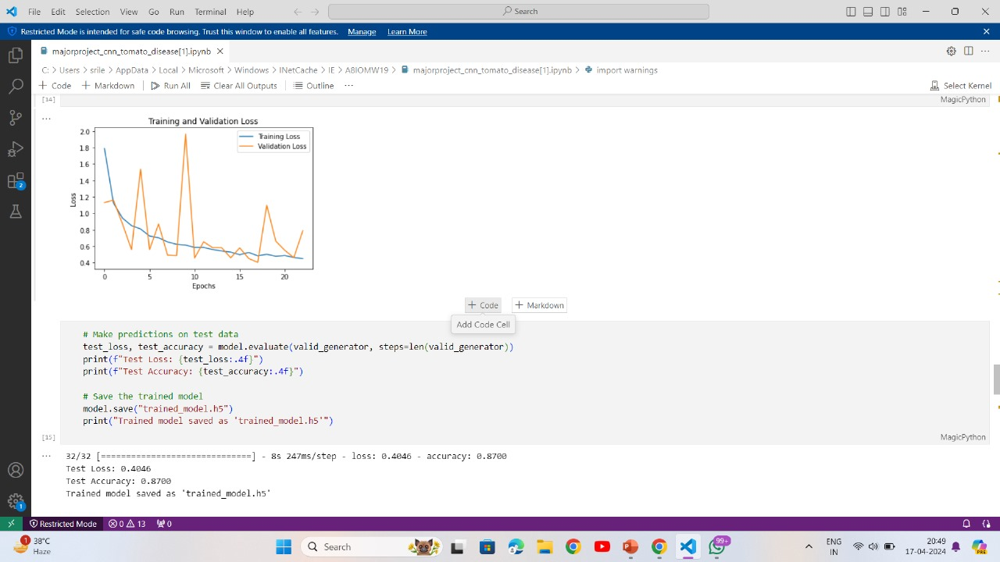 File Edit Selection View Go Run Terminal Help Search
Restricted Mode is intended for safe code browsing. Trust this window to enable all features. Manage Learn More
majorproject_cnn_tomato_disease[1].ipynb
C: > Users > srile > AppData > Local > Microsoft > Windows > INetCache > IE > A8IOMW19 > majorproject_cnn_tomato_disease[1].ipynb > import warnings
+ Code + Markdown Run All Clear All Outputs Outline ... Select Kernel
[14] MagicPython
...
Training and Validation Loss
Training Loss
Validation Loss
2.0
1.8
1.6
1.4
1.2
1.0
0.8
0.6
0.4
Loss
0 5 10 15 20
Epochs
+ Code + Markdown
Add Code Cell
# Make predictions on test data
test_loss, test_accuracy = model.evaluate(valid_generator, steps=len(valid_generator))
print(f"Test Loss: {test_loss:.4f}")
print(f"Test Accuracy: {test_accuracy:.4f}")
# Save the trained model
model.save("trained_model.h5")
print("Trained model saved as 'trained_model.h5'")
[15] MagicPython
... 32/32 [==============================] - 8s 247ms/step - loss: 0.4046 - accuracy: 0.8700
Test Loss: 0.4046
Test Accuracy: 0.8700
Trained model saved as 'trained_model.h5'
2
1
Restricted Mode 0 13 0
1 38°C
Haze
Search
99+
ENG
IN
20:49
17-04-2024
PRE